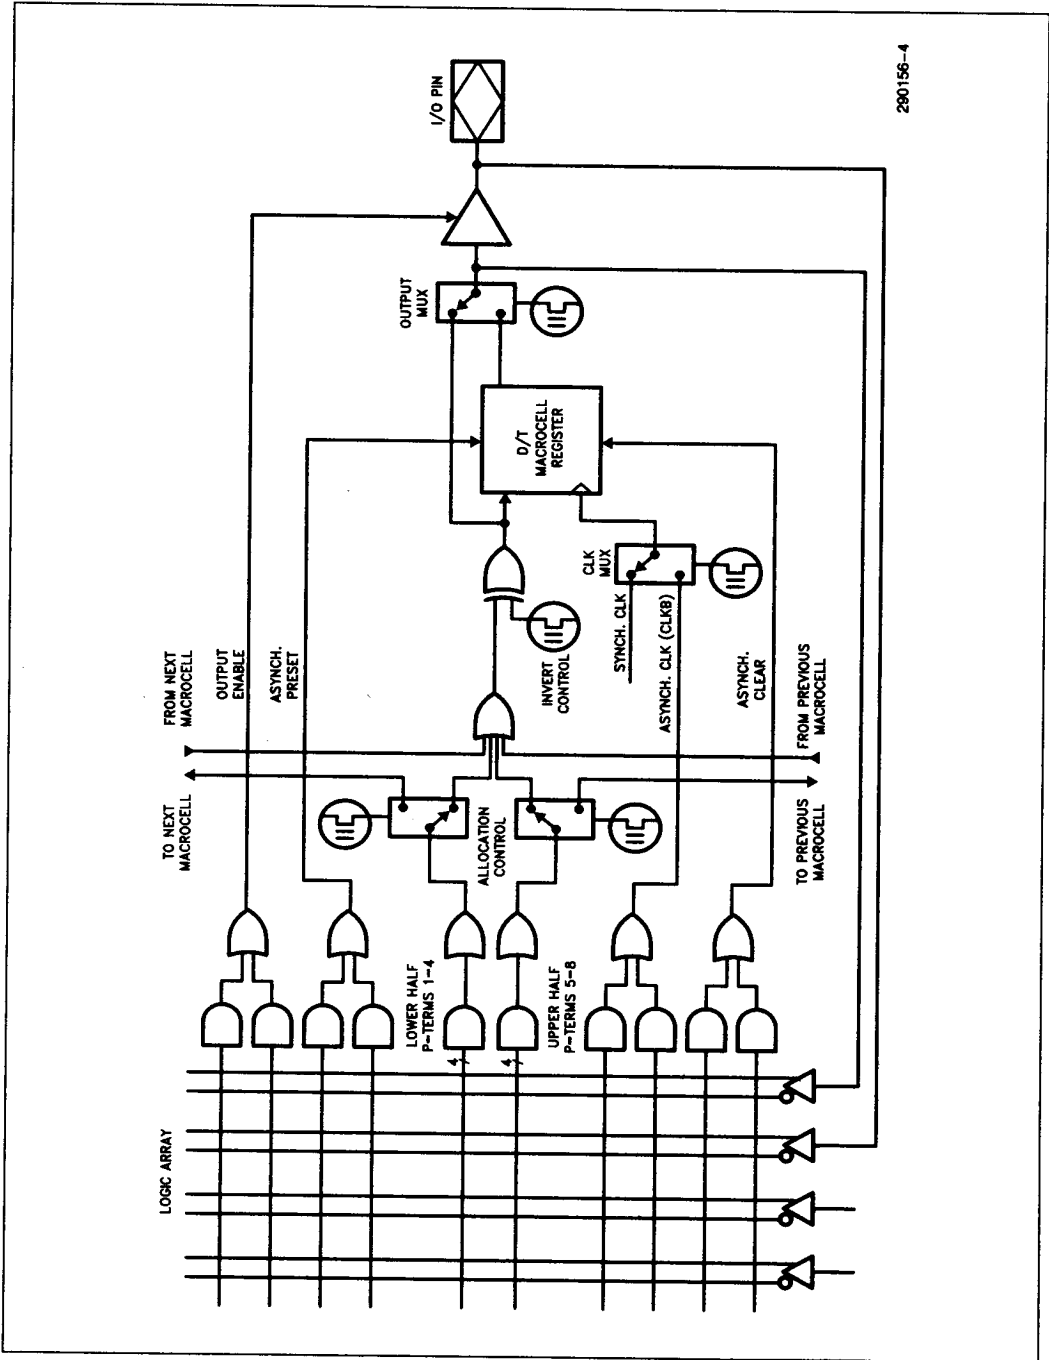 LOGIC ARRAY
TO NEXT
MACROCELL
FROM NEXT
MACROCELL
OUTPUT
ENABLE
ASYNCH.
PRESET
LOWER HALF
P-TERMS 1-4
4
4
UPPER HALF
P-TERMS 5-8
ALLOCATION
CONTROL
INVERT
CONTROL
SYNCH. CLK
ASYNCH. CLK (CLKB)
CLK
MUX
ASYNCH.
CLEAR
TO PREVIOUS
MACROCELL
FROM PREVIOUS
MACROCELL
D/T
MACROCELL
REGISTER
OUTPUT
MUX
I/O PIN
290156-4